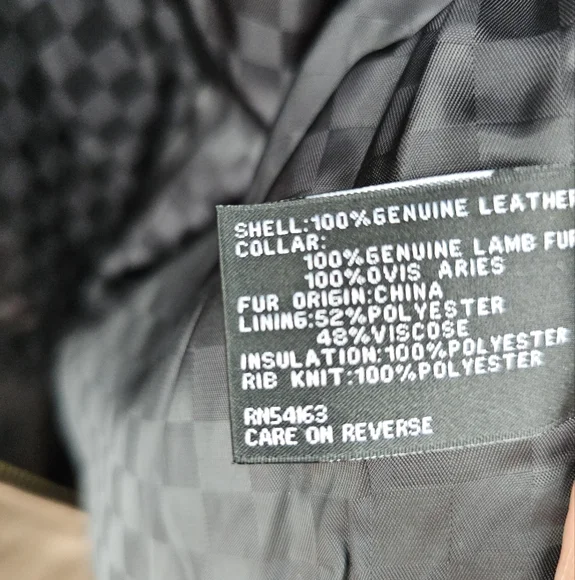 SHELL:100%GENUINE LEATHER
COLLAR:
100%GENUINE LAMB FUR
100%OVIS ARIES
FUR ORIGIN:CHINA
LINING:52%POLYESTER
48%VISCOSE
INSULATION:100%POLYESTER
RIB KNIT:100%POLYESTER
RN54163
CARE ON REVERSE